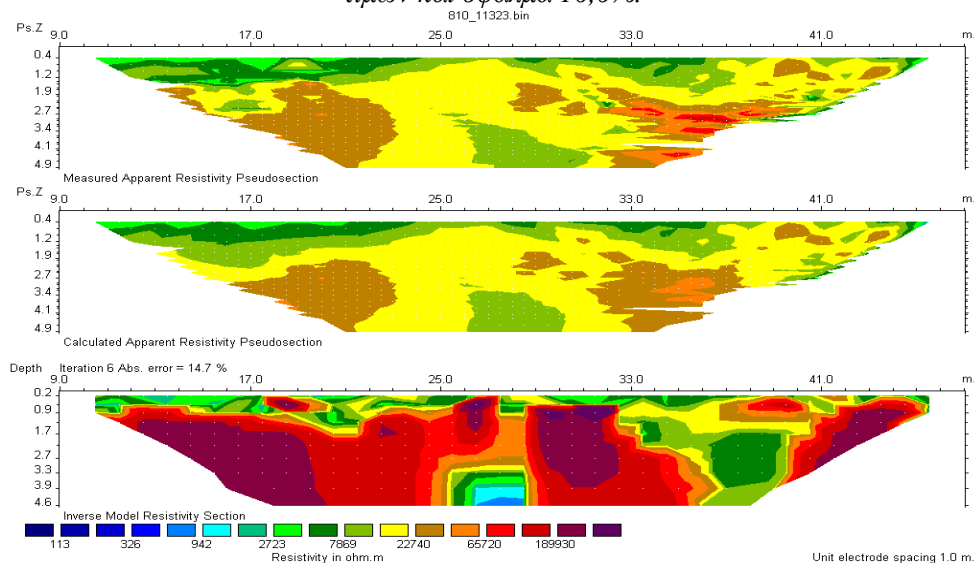 τιμές που σφάλμα: 10,6%.
810_11323.bin
Ps.Z 9.0 17.0 25.0 33.0 41.0 m.
0.4
1.2
1.9
2.7
3.4
4.1
4.9
Measured Apparent Resistivity Pseudosection
Ps.Z 9.0 17.0 25.0 33.0 41.0 m.
0.4
1.2
1.9
2.7
3.4
4.1
4.9
Calculated Apparent Resistivity Pseudosection
Depth Iteration 6 Abs. error = 14.7 %
9.0 17.0 25.0 33.0 41.0 m.
0.2
0.9
1.7
2.7
3.3
3.9
4.6
Inverse Model Resistivity Section
113 326 942 2723 7869 22740 65720 189930
Resistivity in ohm.m Unit electrode spacing 1.0 m.